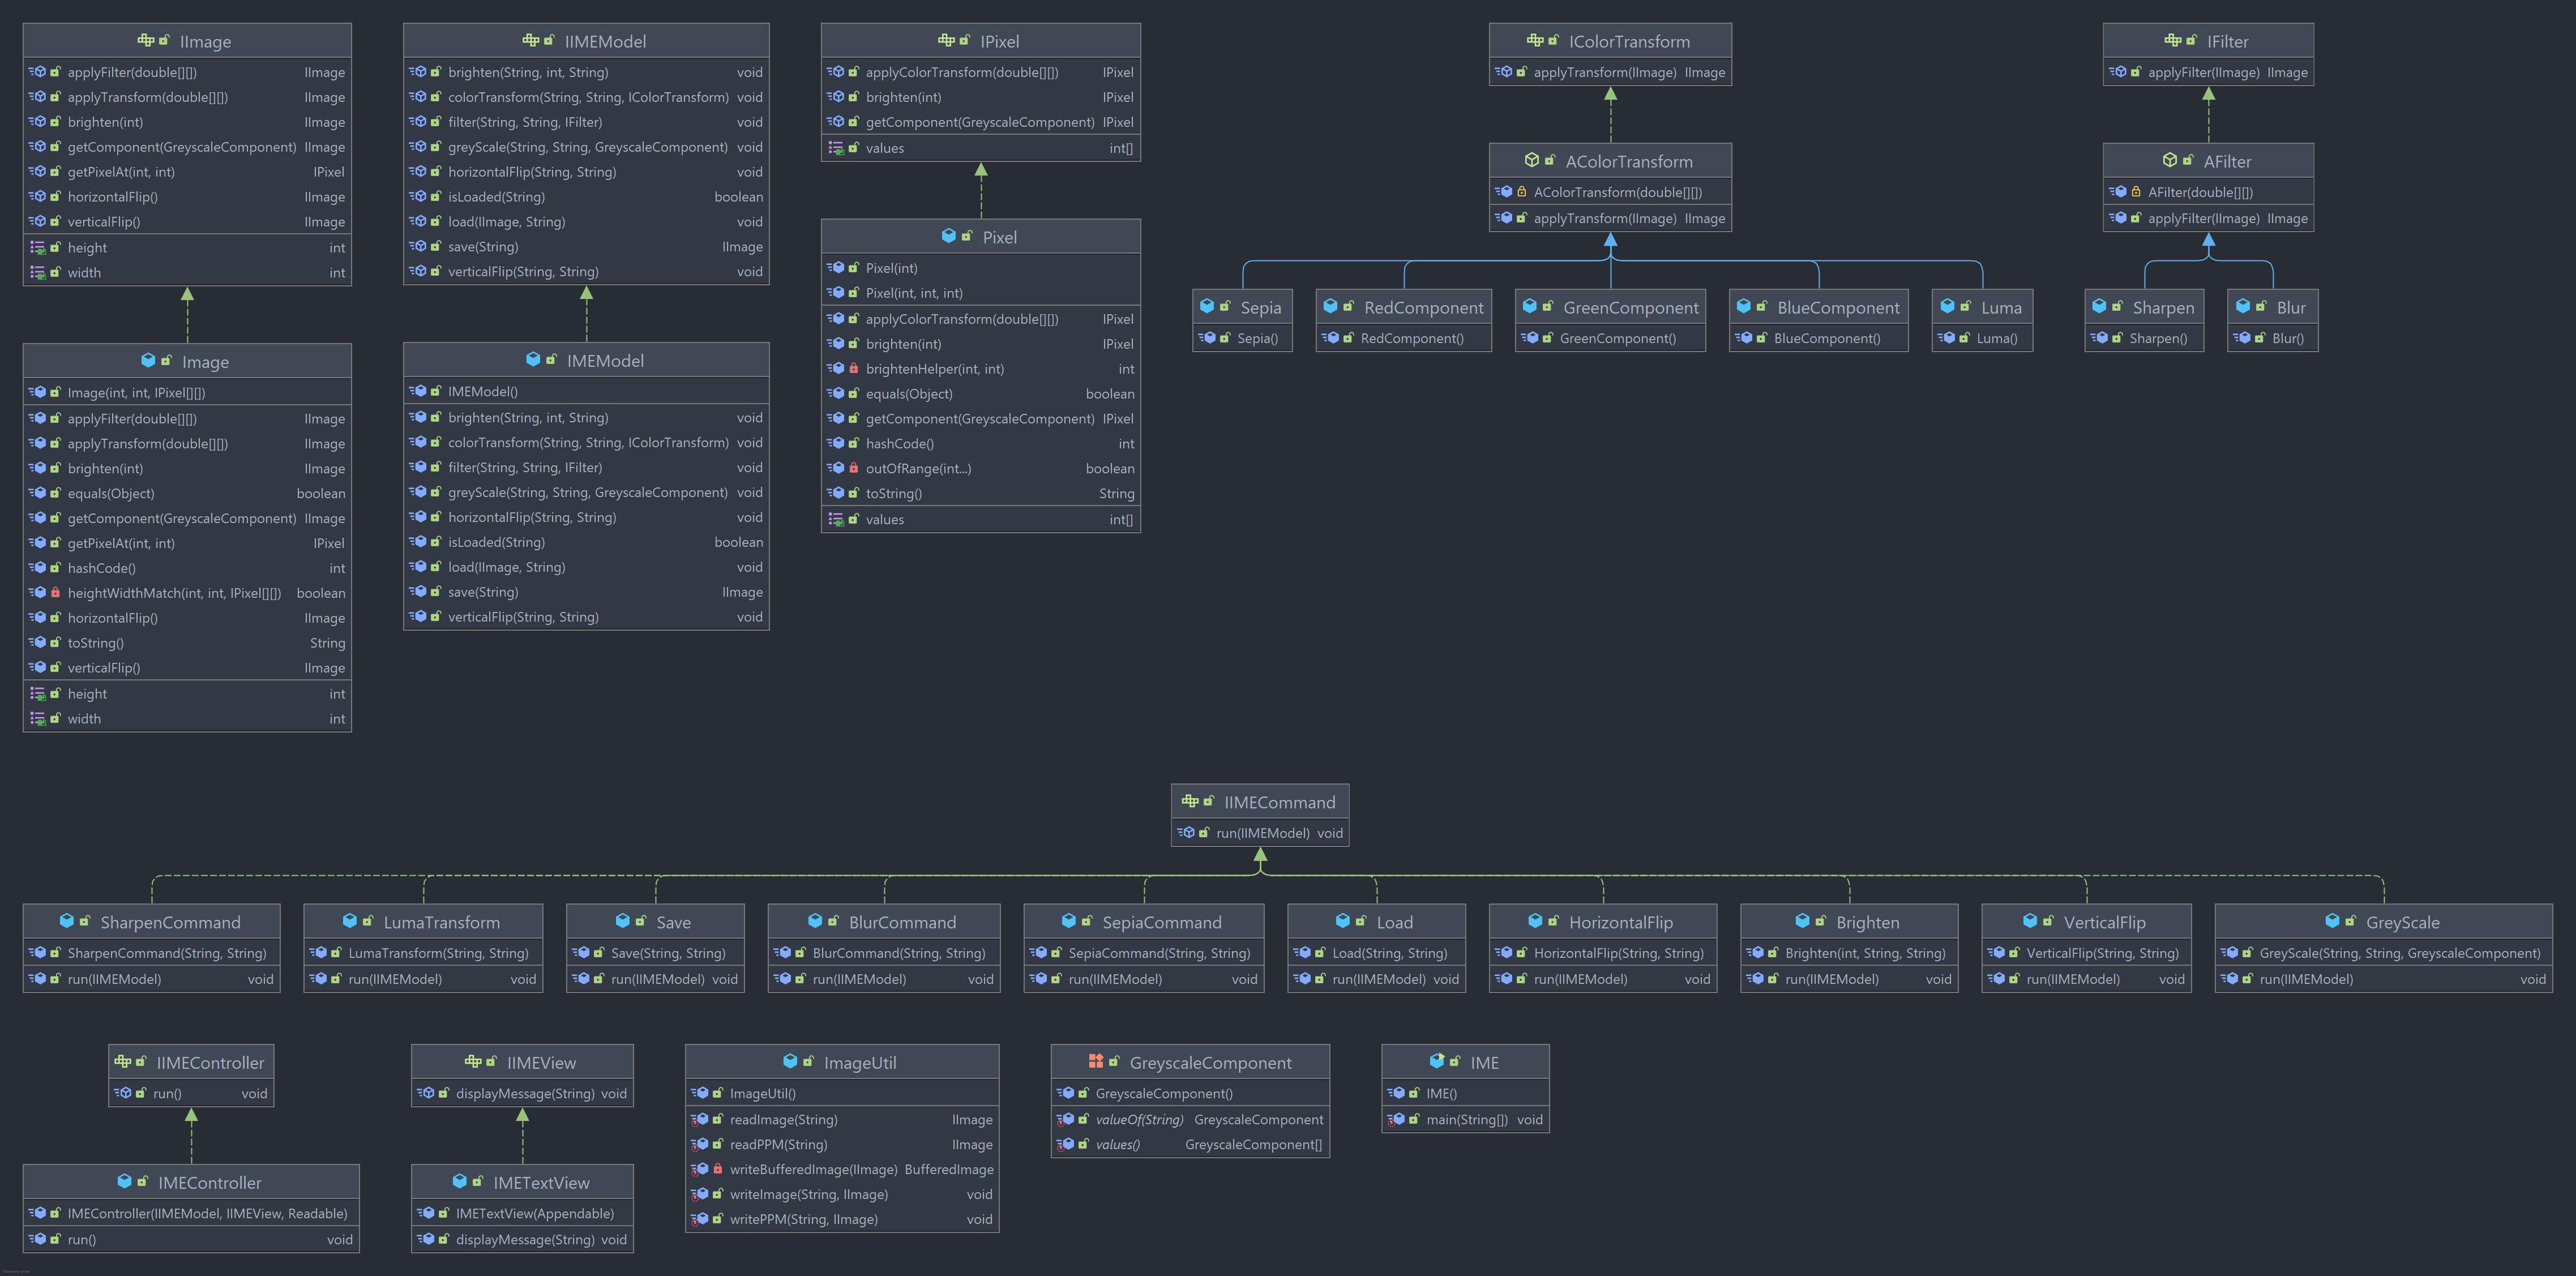 IImage
applyFilter(double[][]) IImage
applyTransform(double[][]) IImage
brighten(int) IImage
getComponent(GreyscaleComponent) IImage
getPixelAt(int, int) IPixel
horizontalFlip() IImage
verticalFlip() IImage
height int
width int
Image
Image(int, int, IPixel[][])
applyFilter(double[][]) IImage
applyTransform(double[][]) IImage
brighten(int) IImage
equals(Object) boolean
getComponent(GreyscaleComponent) IImage
getPixelAt(int, int) IPixel
hashCode() int
heightWidthMatch(int, int, IPixel[][]) boolean
horizontalFlip() IImage
toString() String
verticalFlip() IImage
height int
width int
IIMEModel
brighten(String, int, String) void
colorTransform(String, String, IColorTransform) void
filter(String, String, IFilter) void
greyScale(String, String, GreyscaleComponent) void
horizontalFlip(String, String) void
isLoaded(String) boolean
load(IImage, String) void
save(String) IImage
verticalFlip(String, String) void
IMEModel
IMEModel()
brighten(String, int, String) void
colorTransform(String, String, IColorTransform) void
filter(String, String, IFilter) void
greyScale(String, String, GreyscaleComponent) void
horizontalFlip(String, String) void
isLoaded(String) boolean
load(IImage, String) void
save(String) IImage
verticalFlip(String, String) void
IPixel
applyColorTransform(double[][]) IPixel
brighten(int) IPixel
getComponent(GreyscaleComponent) IPixel
values int[]
Pixel
Pixel(int)
Pixel(int, int, int)
applyColorTransform(double[][]) IPixel
brighten(int) IPixel
brightenHelper(int, int) int
equals(Object) boolean
getComponent(GreyscaleComponent) IPixel
hashCode() int
outOfRange(int...) boolean
toString() String
values int[]
IColorTransform
applyTransform(IImage) IImage
AColorTransform
AColorTransform(double[][])
applyTransform(IImage) IImage
Sepia
Sepia()
RedComponent
RedComponent()
GreenComponent
GreenComponent()
BlueComponent
BlueComponent()
Luma
Luma()
IFilter
applyFilter(IImage) IImage
AFilter
AFilter(double[][])
applyFilter(IImage) IImage
Sharpen
Sharpen()
Blur
Blur()
IIMECommand
run(IIMEModel) void
SharpenCommand
SharpenCommand(String, String)
run(IIMEModel) void
LumaTransform
LumaTransform(String, String)
run(IIMEModel) void
Save
Save(String, String)
run(IIMEModel) void
BlurCommand
BlurCommand(String, String)
run(IIMEModel) void
SepiaCommand
SepiaCommand(String, String)
run(IIMEModel) void
Load
Load(String, String)
run(IIMEModel) void
HorizontalFlip
HorizontalFlip(String, String)
run(IIMEModel) void
Brighten
Brighten(int, String, String)
run(IIMEModel) void
VerticalFlip
VerticalFlip(String, String)
run(IIMEModel) void
GreyScale
GreyScale(String, String, GreyscaleComponent)
run(IIMEModel) void
IIMEController
run() void
IMEController
IMEController(IIMEModel, IIMEView, Readable)
run() void
IIMEView
displayMessage(String) void
IMETextView
IMETextView(Appendable)
displayMessage(String) void
ImageUtil
ImageUtil()
readImage(String) IImage
readPPM(String) IImage
writeBufferedImage(IImage) BufferedImage
writeImage(String, IImage) void
writePPM(String, IImage) void
GreyscaleComponent
GreyscaleComponent()
valueOf(String) GreyscaleComponent
values() GreyscaleComponent[]
IME
IME()
main(String[]) void